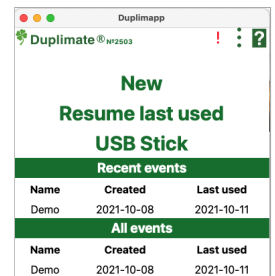 Duplimapp
Duplimate ® №2503 ! ⋮ ?
New
Resume last used
USB Stick
Recent events
Name Created Last used
Demo 2021-10-08 2021-10-11
All events
Name Created Last used
Demo 2021-10-08 2021-10-11